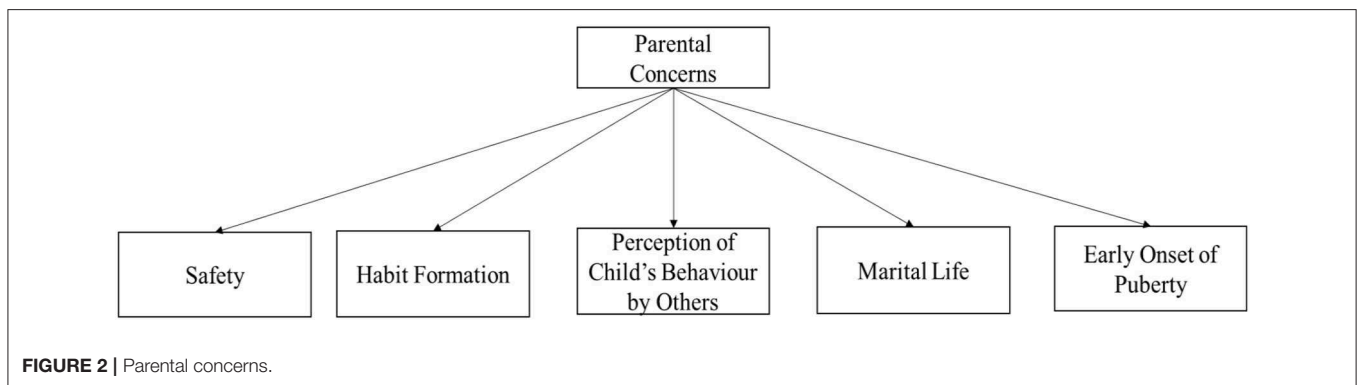 Parental
Concerns
Safety
Habit Formation
Perception of
Child's Behaviour
by Others
Marital Life
Early Onset of
Puberty
FIGURE 2 | Parental concerns.